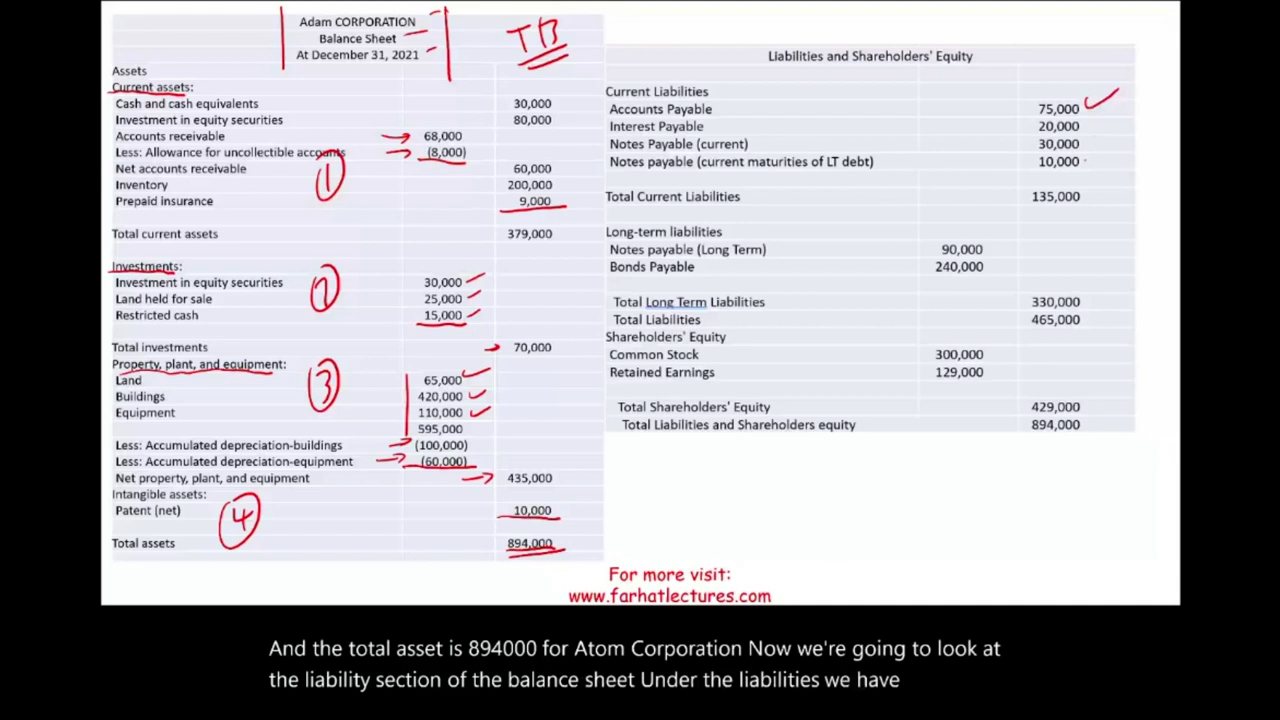 Adam CORPORATION
Balance Sheet
At December 31, 2021
TB
Assets
Current assets:
Cash and cash equivalents 30,000
Investment in equity securities 80,000
Accounts receivable 68,000
Less: Allowance for uncollectible accounts (8,000)
Net accounts receivable 60,000
Inventory 200,000
Prepaid insurance 9,000
1
Total current assets 379,000
Investments:
Investment in equity securities 30,000
Land held for sale 25,000
Restricted cash 15,000
2
Total investments 70,000
Property, plant, and equipment:
Land 65,000
Buildings 420,000
Equipment 110,000
595,000
3
Less: Accumulated depreciation-buildings (100,000)
Less: Accumulated depreciation-equipment (60,000)
Net property, plant, and equipment 435,000
Intangible assets:
Patent (net) 10,000
4
Total assets 894,000
Liabilities and Shareholders' Equity
Current Liabilities
Accounts Payable 75,000
Interest Payable 20,000
Notes Payable (current) 30,000
Notes payable (current maturities of LT debt) 10,000
Total Current Liabilities 135,000
Long-term liabilities
Notes payable (Long Term) 90,000
Bonds Payable 240,000
Total Long Term Liabilities 330,000
Total Liabilities 465,000
Shareholders' Equity
Common Stock 300,000
Retained Earnings 129,000
Total Shareholders' Equity 429,000
Total Liabilities and Shareholders equity 894,000
For more visit:
www.farhatlectures.com
And the total asset is 894000 for Atom Corporation Now we're going to look at
the liability section of the balance sheet Under the liabilities we have